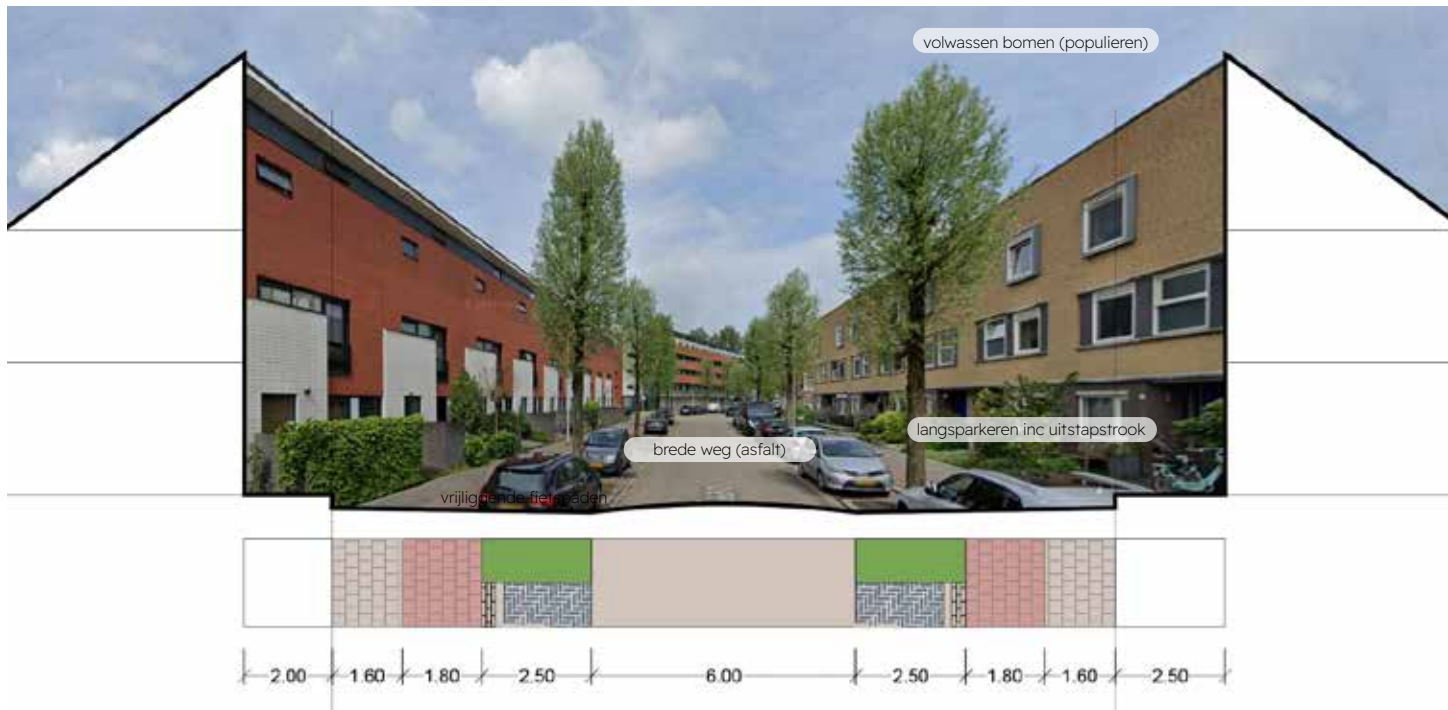 volwassen bomen (populieren)
langsparkeren inc uitstapstrook
brede weg (asfalt)
vrijliggende fietspaden
2.00 1.60 1.80 2.50 6.00 2.50 1.80 1.60 2.50